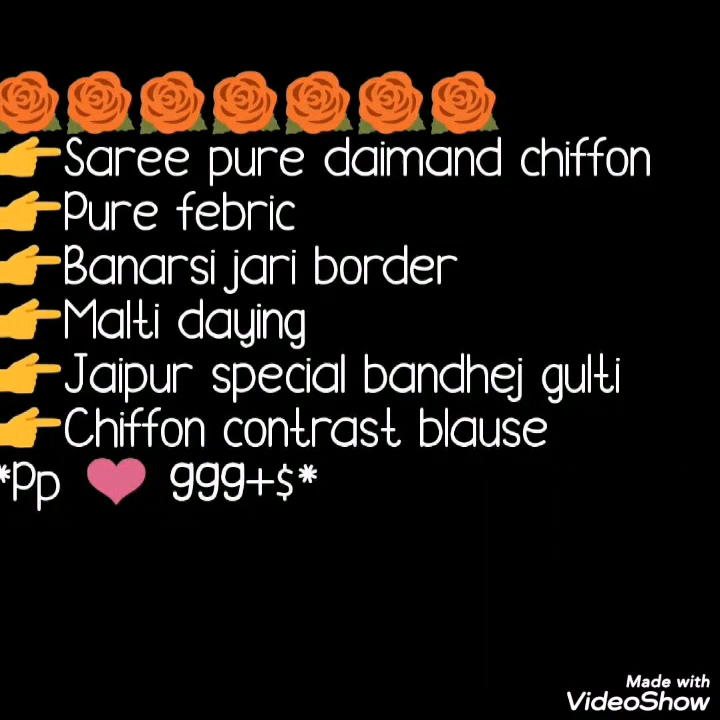 🌹🌹🌹🌹🌹🌹🌹
👉Saree pure daimand chiffon
👉Pure febric
👉Banarsi jari border
👉Malti daying
👉Jaipur special bandhej gulti
👉Chiffon contrast blause
*Pp ❤ ggg+$*
Made with
VideoShow